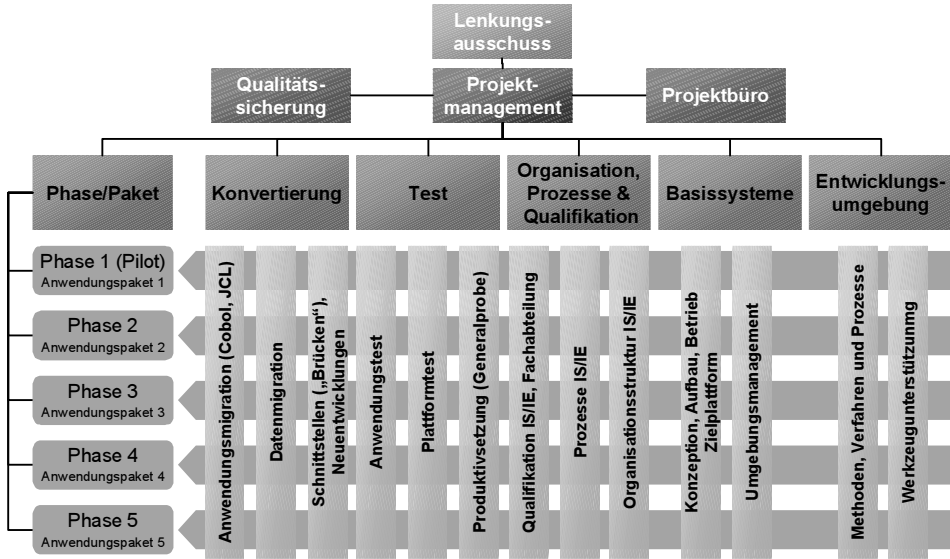 Lenkungs-
ausschuss
Qualitäts-
sicherung
Projekt-
management
Projektbüro
Phase/Paket
Konvertierung
Test
Organisation,
Prozesse &
Qualifikation
Basissysteme
Entwicklungs-
umgebung
Phase 1 (Pilot)
Anwendungspaket 1
Phase 2
Anwendungspaket 2
Phase 3
Anwendungspaket 3
Phase 4
Anwendungspaket 4
Phase 5
Anwendungspaket 5
Anwendungsmigration (Cobol, JCL)
Datenmigration
Schnittstellen („Brücken“),
Neuentwicklungen
Anwendungstest
Plattformtest
Produktivsetzung (Generalprobe)
Qualifikation IS/IE, Fachabteilung
Prozesse IS/IE
Organisationsstruktur IS/IE
Konzeption, Aufbau, Betrieb
Zielplattform
Umgebungsmanagement
Methoden, Verfahren und Prozesse
Werkzeugunterstützunng